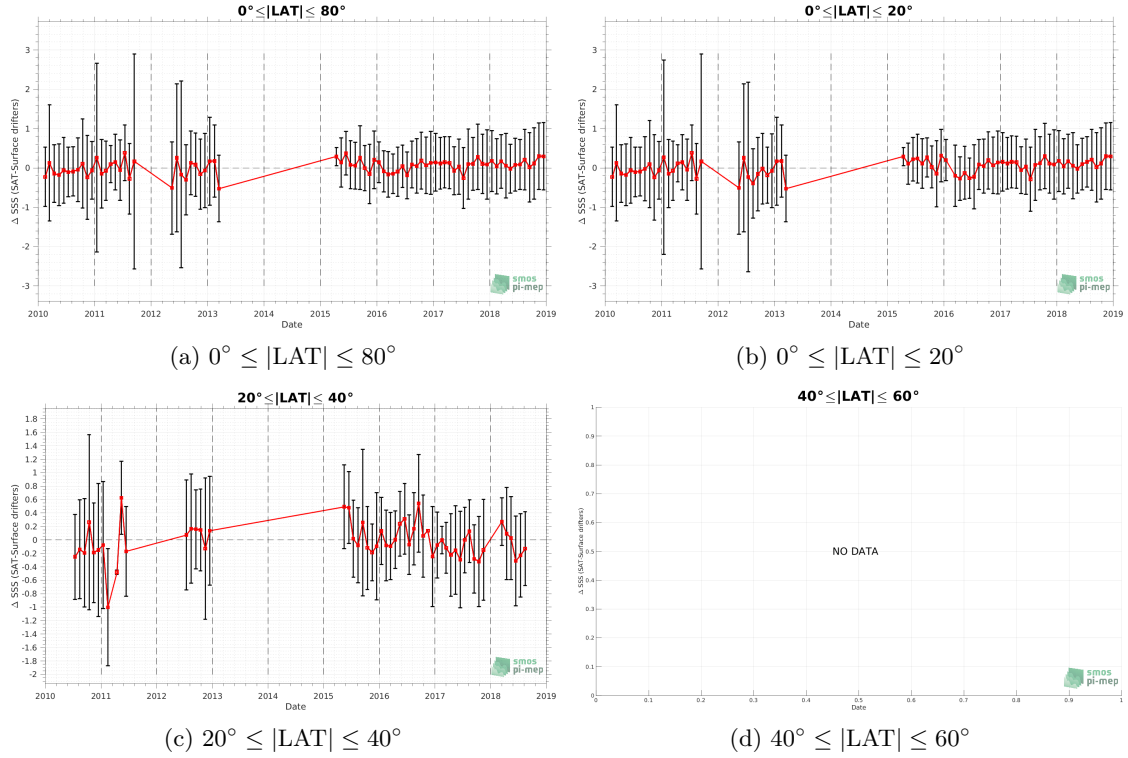 0°≤|LAT|≤ 80°
Δ SSS (SAT-Surface drifters)
3
2
1
0
-1
-2
-3
2010 2011 2012 2013 2014 2015 2016 2017 2018 2019
Date
smos
pi-mep
(a) 0° ≤ |LAT| ≤ 80°
0°≤|LAT|≤ 20°
Δ SSS (SAT-Surface drifters)
3
2
1
0
-1
-2
-3
2010 2011 2012 2013 2014 2015 2016 2017 2018 2019
Date
smos
pi-mep
(b) 0° ≤ |LAT| ≤ 20°
20°≤|LAT|≤ 40°
Δ SSS (SAT-Surface drifters)
1.8
1.6
1.4
1.2
1
0.8
0.6
0.4
0.2
0
-0.2
-0.4
-0.6
-0.8
-1
-1.2
-1.4
-1.6
-1.8
-2
2010 2011 2012 2013 2014 2015 2016 2017 2018 2019
Date
smos
pi-mep
(c) 20° ≤ |LAT| ≤ 40°
40°≤|LAT|≤ 60°
Δ SSS (SAT-Surface drifters)
1
0.9
0.8
0.7
0.6
0.5
0.4
0.3
0.2
0.1
0
NO DATA
0 0.1 0.2 0.3 0.4 0.5 0.6 0.7 0.8 0.9 1
Date
smos
pi-mep
(d) 40° ≤ |LAT| ≤ 60°